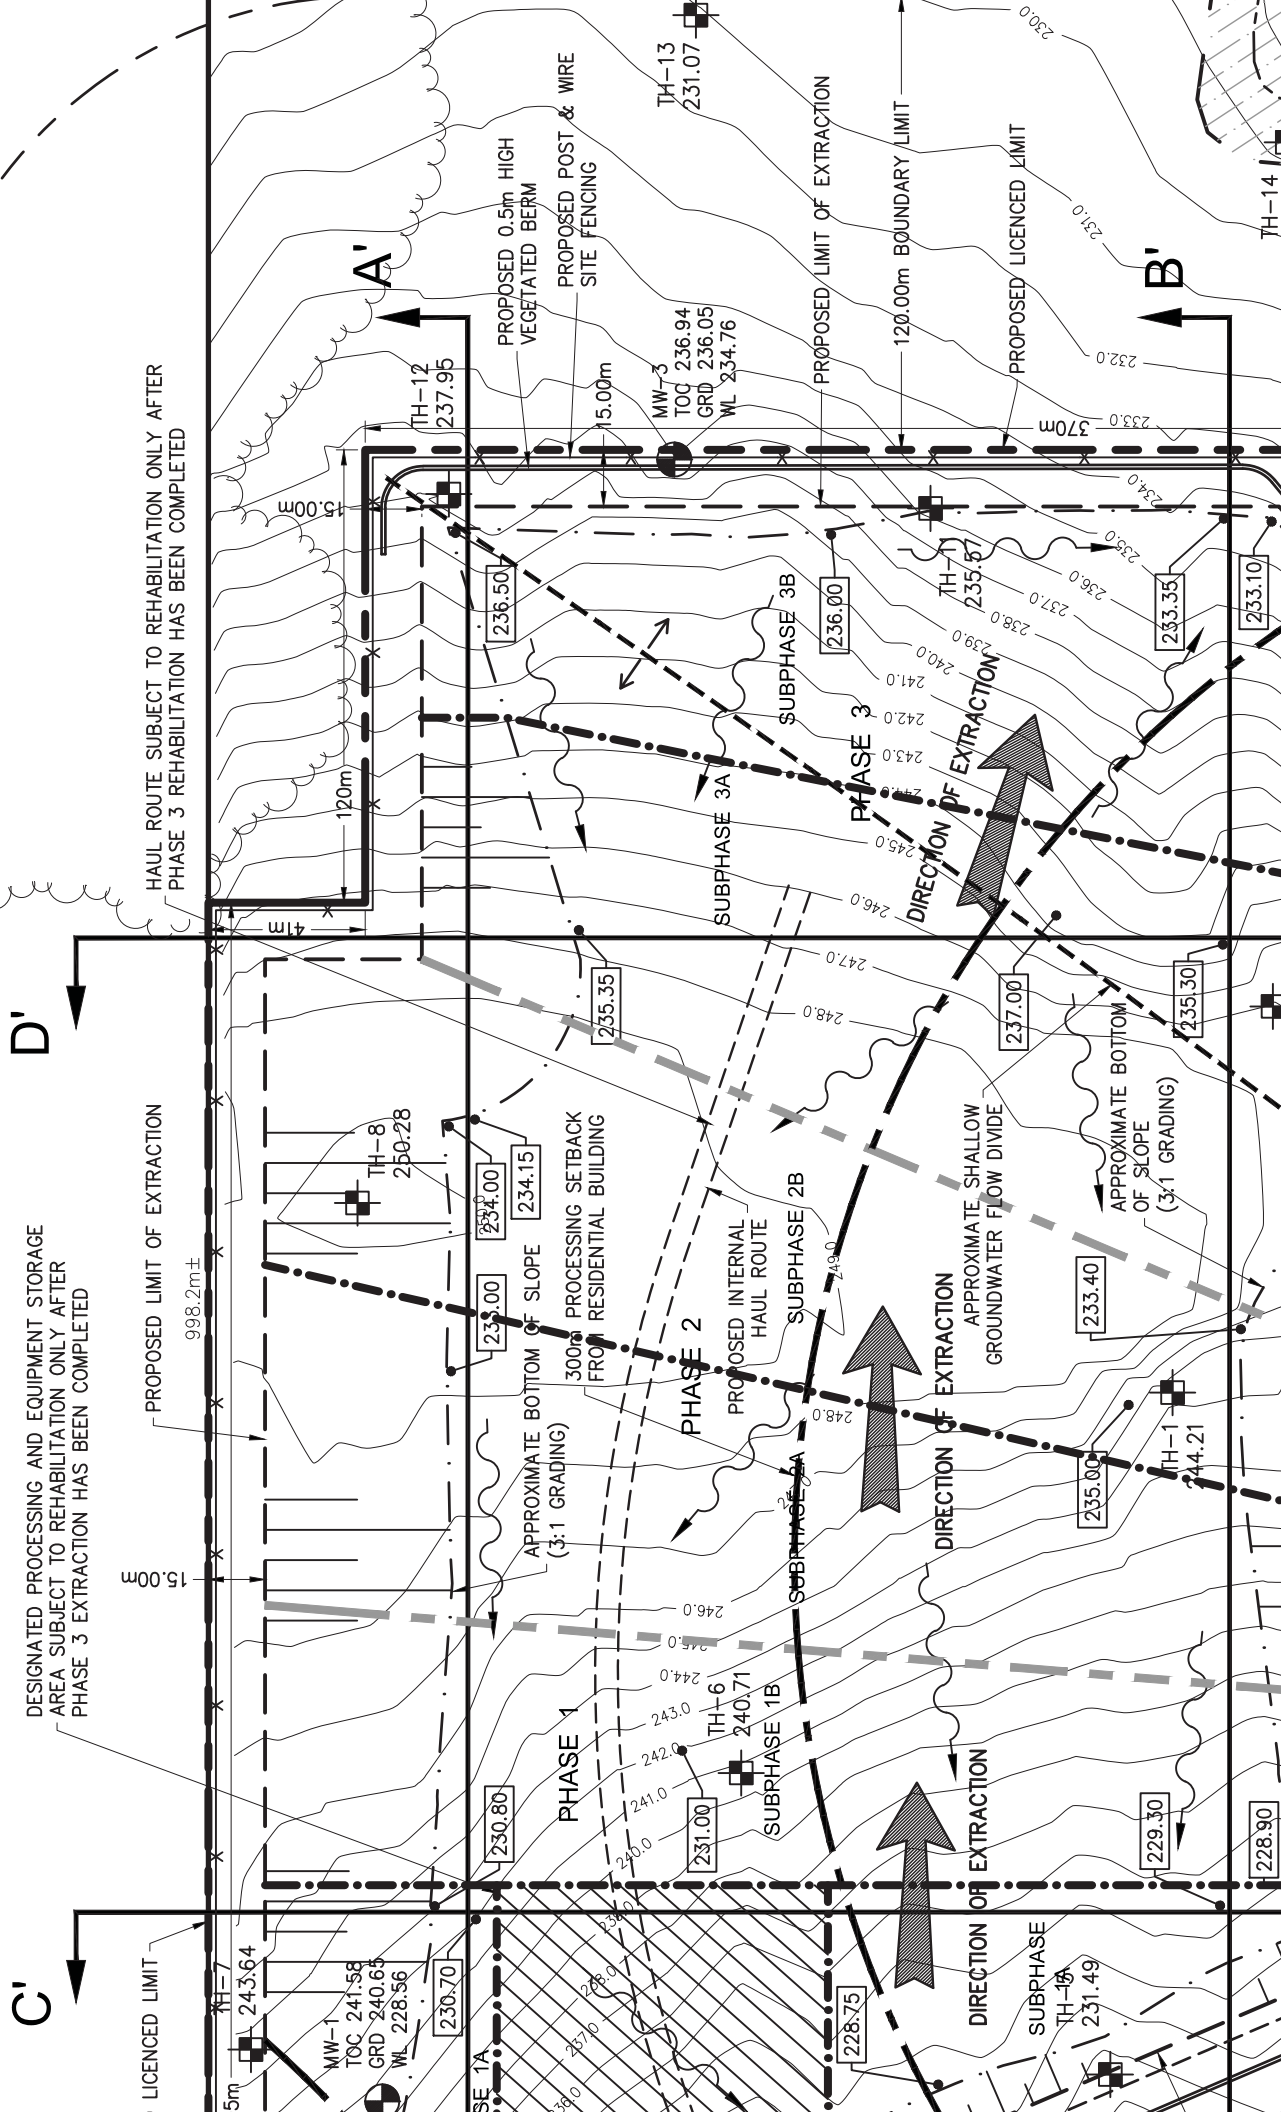 DESIGNATED PROCESSING AND EQUIPMENT STORAGE
AREA SUBJECT TO REHABILITATION ONLY AFTER
PHASE 3 EXTRACTION HAS BEEN COMPLETED
HAUL ROUTE SUBJECT TO REHABILITATION ONLY AFTER
PHASE 3 REHABILITATION HAS BEEN COMPLETED
C'
D'
A'
B'
LICENCED LIMIT
PROPOSED LIMIT OF EXTRACTION
998.2m±
15.00m
41m
120m
15.00m
5m
243.64
MW-1
TOC 241.58
GRD 240.65
WL 228.56
TH-8
250.28
TH-12
237.95
PROPOSED 0.5m HIGH
VEGETATED BERM
PROPOSED POST & WIRE
SITE FENCING
15.00m
MW-3
TOC 236.94
GRD 236.05
WL 234.76
TH-13
231.07
PROPOSED LIMIT OF EXTRACTION
120.00m BOUNDARY LIMIT
PROPOSED LICENCED LIMIT
370m
TH-14
230.0
231.0
232.0
233.0
234.0
235.0
236.0
237.0
238.0
239.0
240.0
241.0
242.0
243.0
244.0
245.0
246.0
247.0
248.0
249.0
248.0
246.0
245.0
244.0
243.0
242.0
241.0
240.0
238.0
237.0
230.70
230.80
234.00
234.15
235.35
236.50
236.00
233.35
233.10
237.00
235.30
233.40
235.00
231.00
229.30
228.90
228.75
APPROXIMATE BOTTOM OF SLOPE
(3:1 GRADING)
300m PROCESSING SETBACK
FROM RESIDENTIAL BUILDING
PHASE 1
PHASE 2
PHASE 3
PROPOSED INTERNAL
HAUL ROUTE
SUBPHASE 1B
SUBPHASE 2A
SUBPHASE 2B
SUBPHASE 3A
SUBPHASE 3B
TH-6
240.71
235.57
DIRECTION OF EXTRACTION
DIRECTION OF EXTRACTION
DIRECTION OF EXTRACTION
APPROXIMATE SHALLOW
GROUNDWATER FLOW DIVIDE
APPROXIMATE BOTTOM
OF SLOPE
(3:1 GRADING)
TH-1
244.21
SUBPHASE
231.49